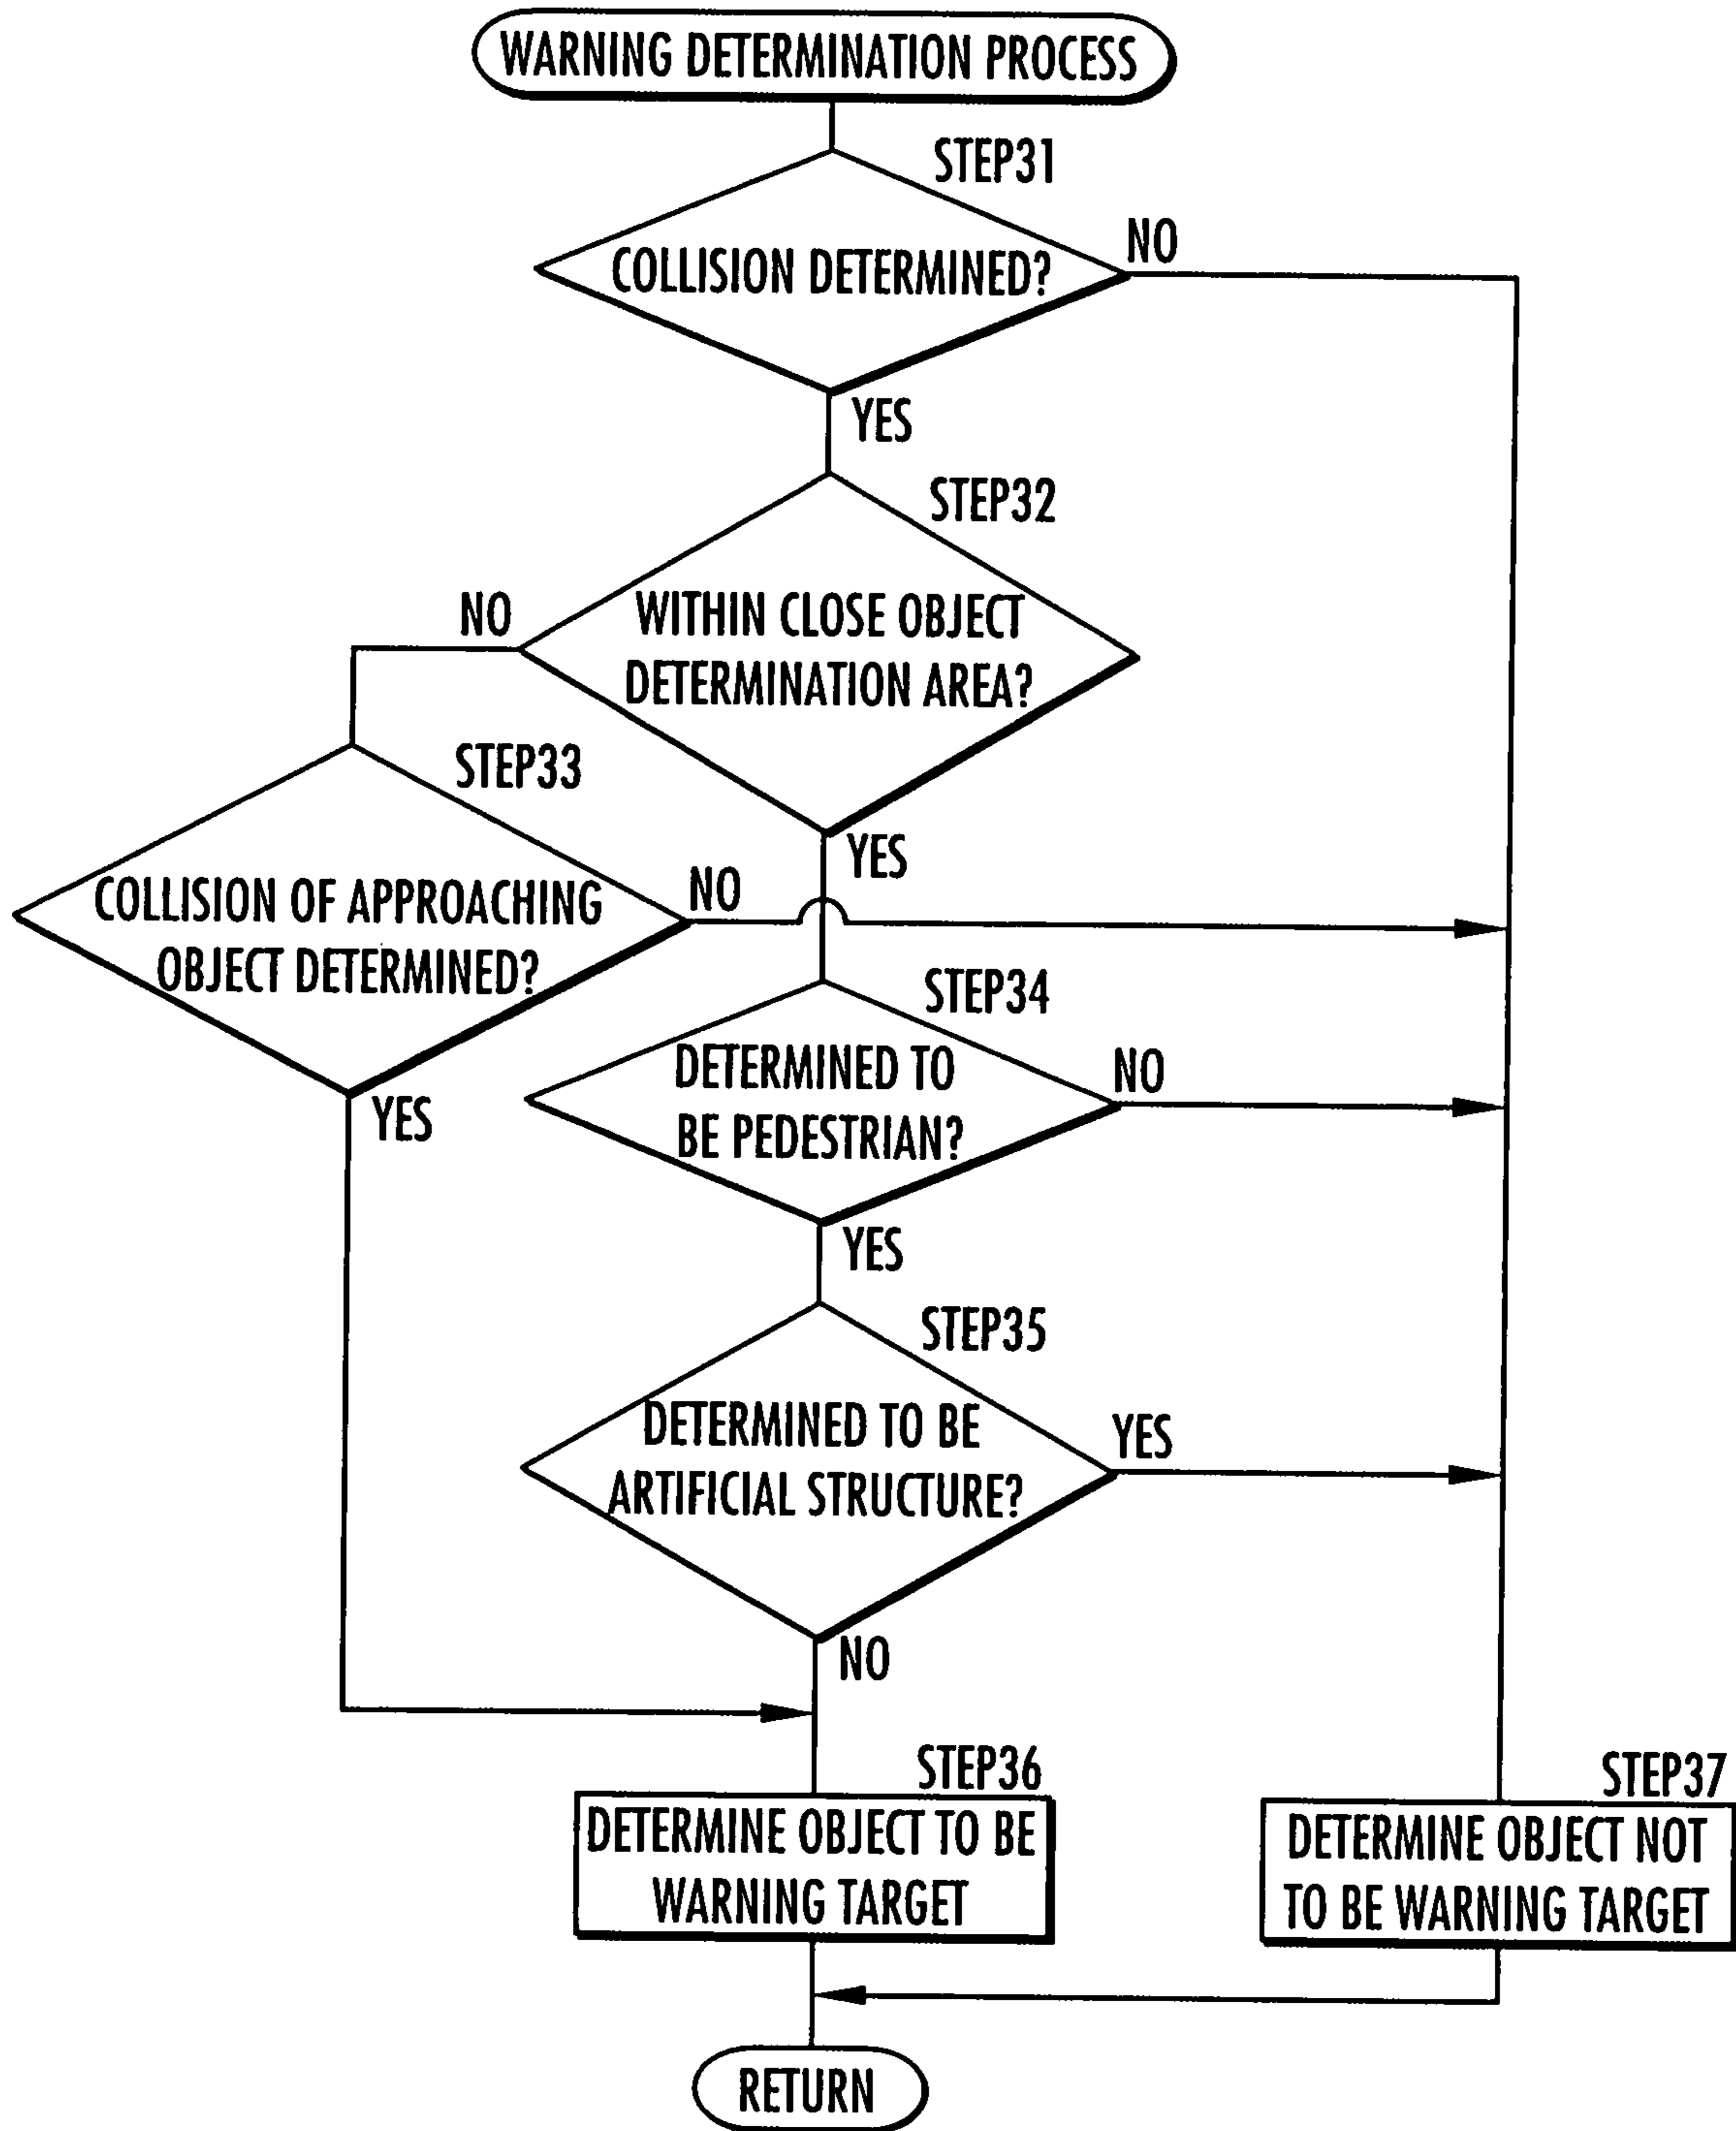 WARNING DETERMINATION PROCESS
STEP31
COLLISION DETERMINED?
NO
YES
STEP32
WITHIN CLOSE OBJECT
DETERMINATION AREA?
NO
YES
STEP33
COLLISION OF APPROACHING
OBJECT DETERMINED?
NO
YES
STEP34
DETERMINED TO
BE PEDESTRIAN?
NO
YES
STEP35
DETERMINED TO BE
ARTIFICIAL STRUCTURE?
YES
NO
STEP36
DETERMINE OBJECT TO BE
WARNING TARGET
STEP37
DETERMINE OBJECT NOT
TO BE WARNING TARGET
RETURN